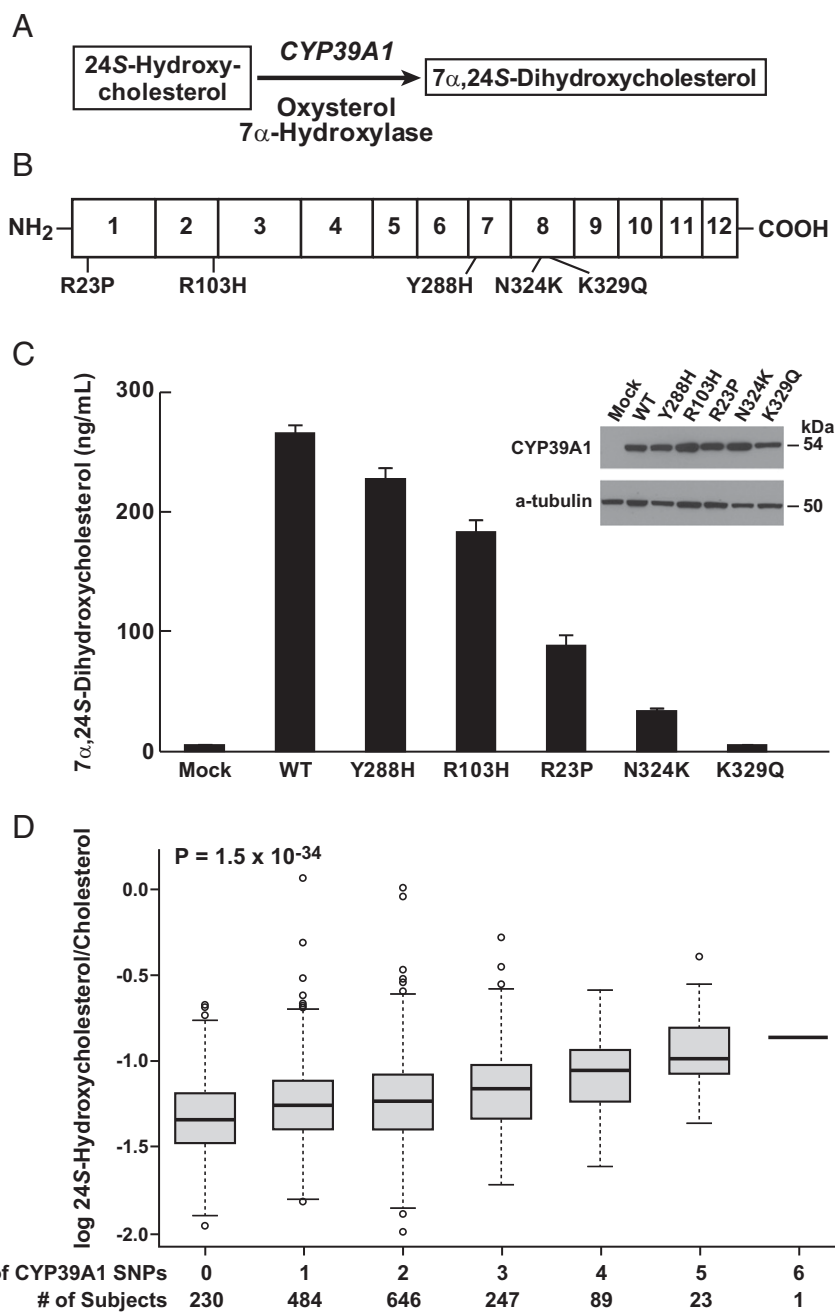 A
24S-Hydroxy-
cholesterol
CYP39A1
Oxysterol
7α-Hydroxylase
7α,24S-Dihydroxycholesterol
B
NH2
1 2 3 4 5 6 7 8 9 10 11 12
COOH
R23P R103H Y288H N324K K329Q
C
7α,24S-Dihydroxycholesterol (ng/mL)
300
200
100
0
Mock WT Y288H R103H R23P N324K K329Q
Mock WT Y288H R103H R23P N324K K329Q
kDa
CYP39A1
54
a-tubulin
50
D
log 24S-Hydroxycholesterol/Cholesterol
P = 1.5 x 10-34
0.0
-0.5
-1.0
-1.5
-2.0
of CYP39A1 SNPs 0 1 2 3 4 5 6
# of Subjects 230 484 646 247 89 23 1